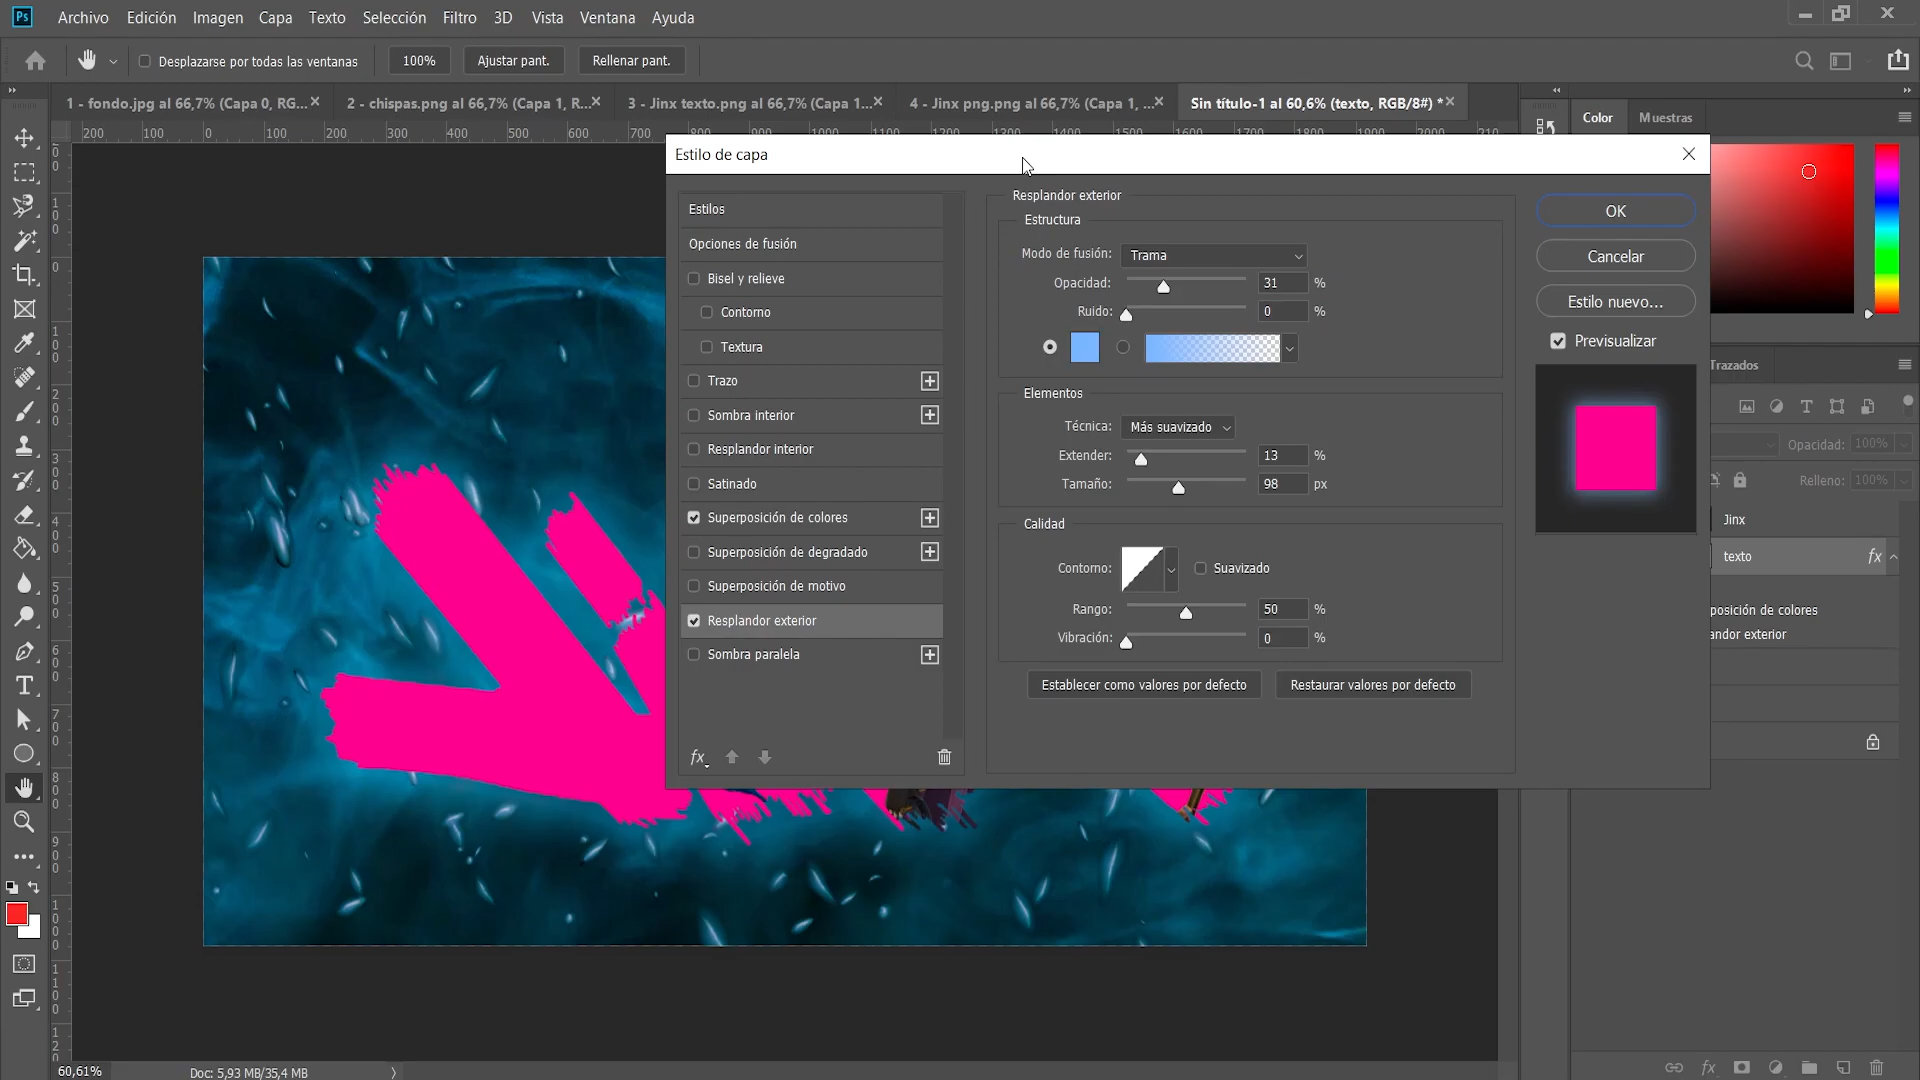 Ps Archivo Edición Imagen Capa Texto Selección Filtro 3D Vista Ventana Ayuda
Desplazarse por todas las ventanas 100% Ajustar pant. Rellenar pant.
1 - fondo.jpg al 66,7% (Capa 0, RG... 2 - chispas.png al 66,7% (Capa 1, R... 3 - Jinx texto.png al 66,7% (Capa 1... 4 - Jinx png.png al 66,7% (Capa 1, ... Sin título-1 al 60,6% (texto, RGB/8#) *
Color Muestras
200 100 0 100 200 300 400 500 600 700 800 900 1000 1100 1200 1300 1400 1500 1600 1700 1800 1900 2000 210
Estilo de capa
Estilos
Opciones de fusión
Bisel y relieve
Contorno
Textura
Trazo
Sombra interior
Resplandor interior
Satinado
Superposición de colores
Superposición de degradado
Superposición de motivo
Resplandor exterior
Sombra paralela
fx
Resplandor exterior
Estructura
Modo de fusión: Trama
Opacidad: 31 %
Ruido: 0 %
Elementos
Técnica: Más suavizado
Extender: 13 %
Tamaño: 98 px
Calidad
Contorno: Suavizado
Rango: 50 %
Vibración: 0 %
Establecer como valores por defecto Restaurar valores por defecto
OK
Cancelar
Estilo nuevo...
Previsualizar
Trazados
Opacidad: 100%
Relleno: 100%
Jinx
texto fx
posición de colores
andor exterior
60,61% Doc: 5,93 MB/35,4 MB
fx